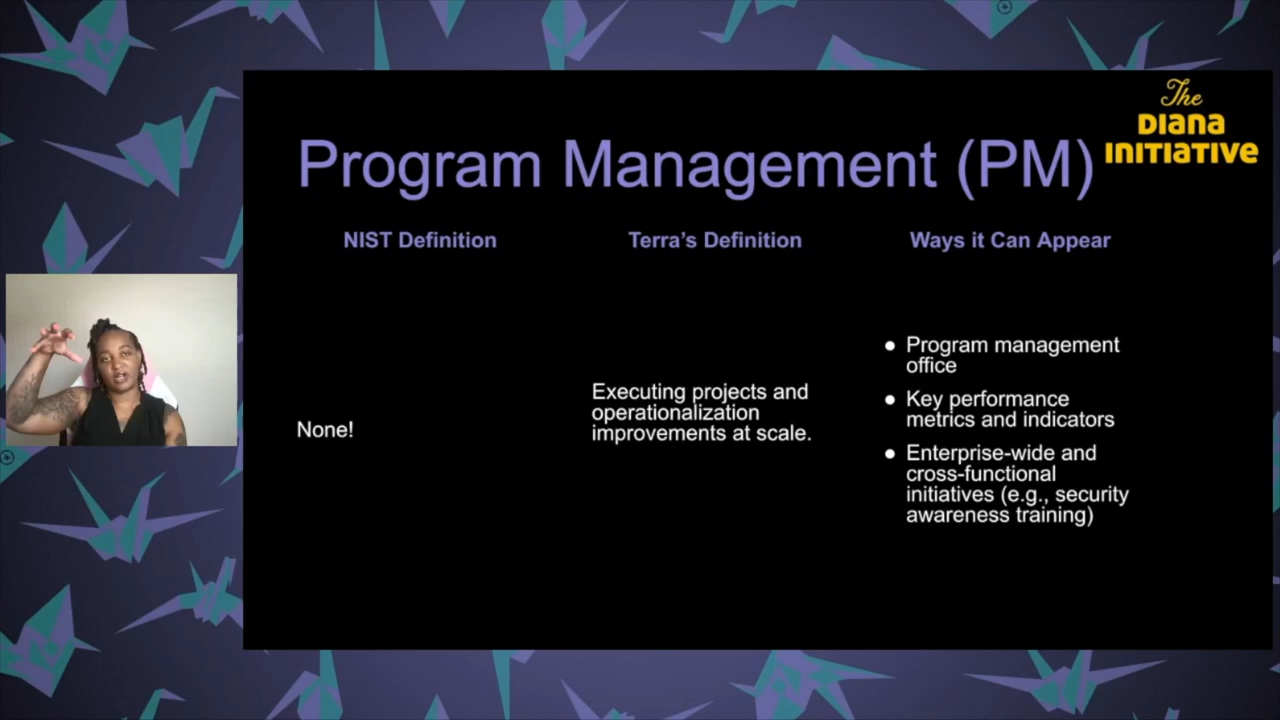 The
DIANA
INITIATIVE
Program Management (PM)
NIST Definition
Terra's Definition
Ways it Can Appear
None!
Executing projects and
operationalization
improvements at scale.
● Program management
office
● Key performance
metrics and indicators
● Enterprise-wide and
cross-functional
initiatives (e.g., security
awareness training)